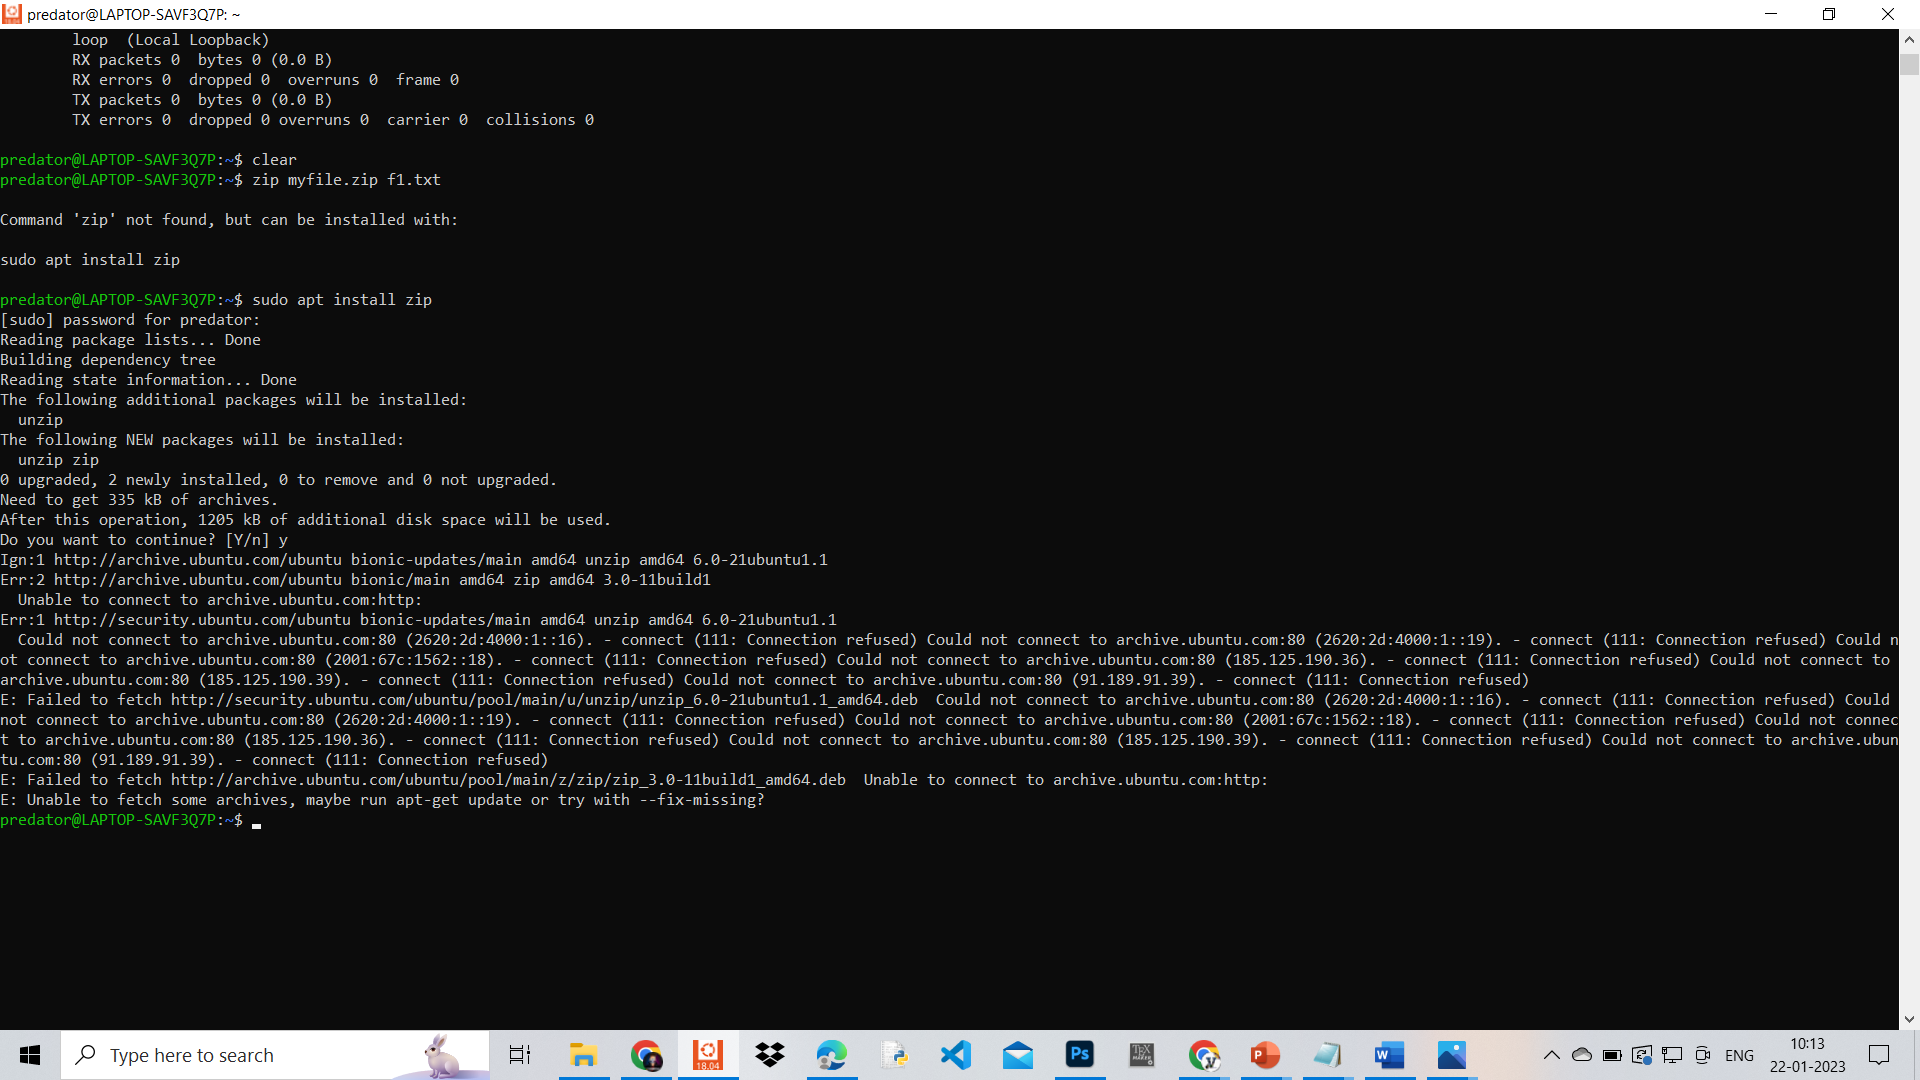 predator@LAPTOP-SAVF3Q7P: ~
loop  (Local Loopback)
RX packets 0  bytes 0 (0.0 B)
RX errors 0  dropped 0  overruns 0  frame 0
TX packets 0  bytes 0 (0.0 B)
TX errors 0  dropped 0 overruns 0  carrier 0  collisions 0
predator@LAPTOP-SAVF3Q7P:~$ clear
predator@LAPTOP-SAVF3Q7P:~$ zip myfile.zip f1.txt
Command 'zip' not found, but can be installed with:
sudo apt install zip
predator@LAPTOP-SAVF3Q7P:~$ sudo apt install zip
[sudo] password for predator:
Reading package lists... Done
Building dependency tree
Reading state information... Done
The following additional packages will be installed:
  unzip
The following NEW packages will be installed:
  unzip zip
0 upgraded, 2 newly installed, 0 to remove and 0 not upgraded.
Need to get 335 kB of archives.
After this operation, 1205 kB of additional disk space will be used.
Do you want to continue? [Y/n] y
Ign:1 http://archive.ubuntu.com/ubuntu bionic-updates/main amd64 unzip amd64 6.0-21ubuntu1.1
Err:2 http://archive.ubuntu.com/ubuntu bionic/main amd64 zip amd64 3.0-11build1
  Unable to connect to archive.ubuntu.com:http:
Err:1 http://security.ubuntu.com/ubuntu bionic-updates/main amd64 unzip amd64 6.0-21ubuntu1.1
  Could not connect to archive.ubuntu.com:80 (2620:2d:4000:1::16). - connect (111: Connection refused) Could not connect to archive.ubuntu.com:80 (2620:2d:4000:1::19). - connect (111: Connection refused) Could n
ot connect to archive.ubuntu.com:80 (2001:67c:1562::18). - connect (111: Connection refused) Could not connect to archive.ubuntu.com:80 (185.125.190.36). - connect (111: Connection refused) Could not connect to
archive.ubuntu.com:80 (185.125.190.39). - connect (111: Connection refused) Could not connect to archive.ubuntu.com:80 (91.189.91.39). - connect (111: Connection refused)
E: Failed to fetch http://security.ubuntu.com/ubuntu/pool/main/u/unzip/unzip_6.0-21ubuntu1.1_amd64.deb  Could not connect to archive.ubuntu.com:80 (2620:2d:4000:1::16). - connect (111: Connection refused) Could
not connect to archive.ubuntu.com:80 (2620:2d:4000:1::19). - connect (111: Connection refused) Could not connect to archive.ubuntu.com:80 (2001:67c:1562::18). - connect (111: Connection refused) Could not connec
t to archive.ubuntu.com:80 (185.125.190.36). - connect (111: Connection refused) Could not connect to archive.ubuntu.com:80 (185.125.190.39). - connect (111: Connection refused) Could not connect to archive.ubun
tu.com:80 (91.189.91.39). - connect (111: Connection refused)
E: Failed to fetch http://archive.ubuntu.com/ubuntu/pool/main/z/zip/zip_3.0-11build1_amd64.deb  Unable to connect to archive.ubuntu.com:http:
E: Unable to fetch some archives, maybe run apt-get update or try with --fix-missing?
predator@LAPTOP-SAVF3Q7P:~$
Type here to search
18.04
Ps
TEX
MAKER
P
W
ENG
10:13
22-01-2023